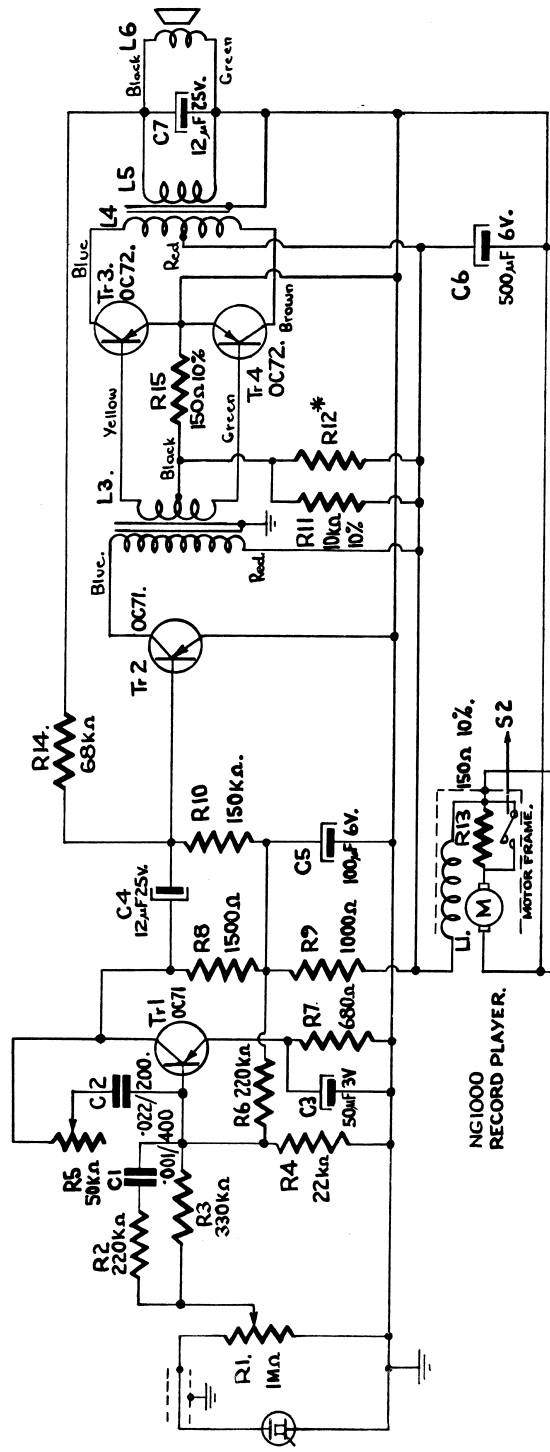 R1.
1MΩ
R2
220KΩ
R3
330KΩ
R5
50KΩ
C1
.001/400
C2
.022/200.
Tr1
OC71
R4
22KΩ
R6 220KΩ
C3
50μF 3V
R7
680Ω
R8
1500Ω
R9
1000Ω
C4
12μF 25V.
R10
150KΩ.
C5
100μF 6V.
R14.
68KΩ
Tr2
OC71.
Blue.
Red.
L3.
Yellow
Black
Green
R15
150Ω 10%
R11
10KΩ
10%
R12*
Tr3.
OC72.
Tr4
OC72.
Blue
Red
Brown
L4
L5
C7
12μF 25V.
Black
Green
L6
C6
500μF 6V.
NG1000
RECORD PLAYER.
L1.
M
R13
150Ω 10%.
S2
MOTOR FRAME.